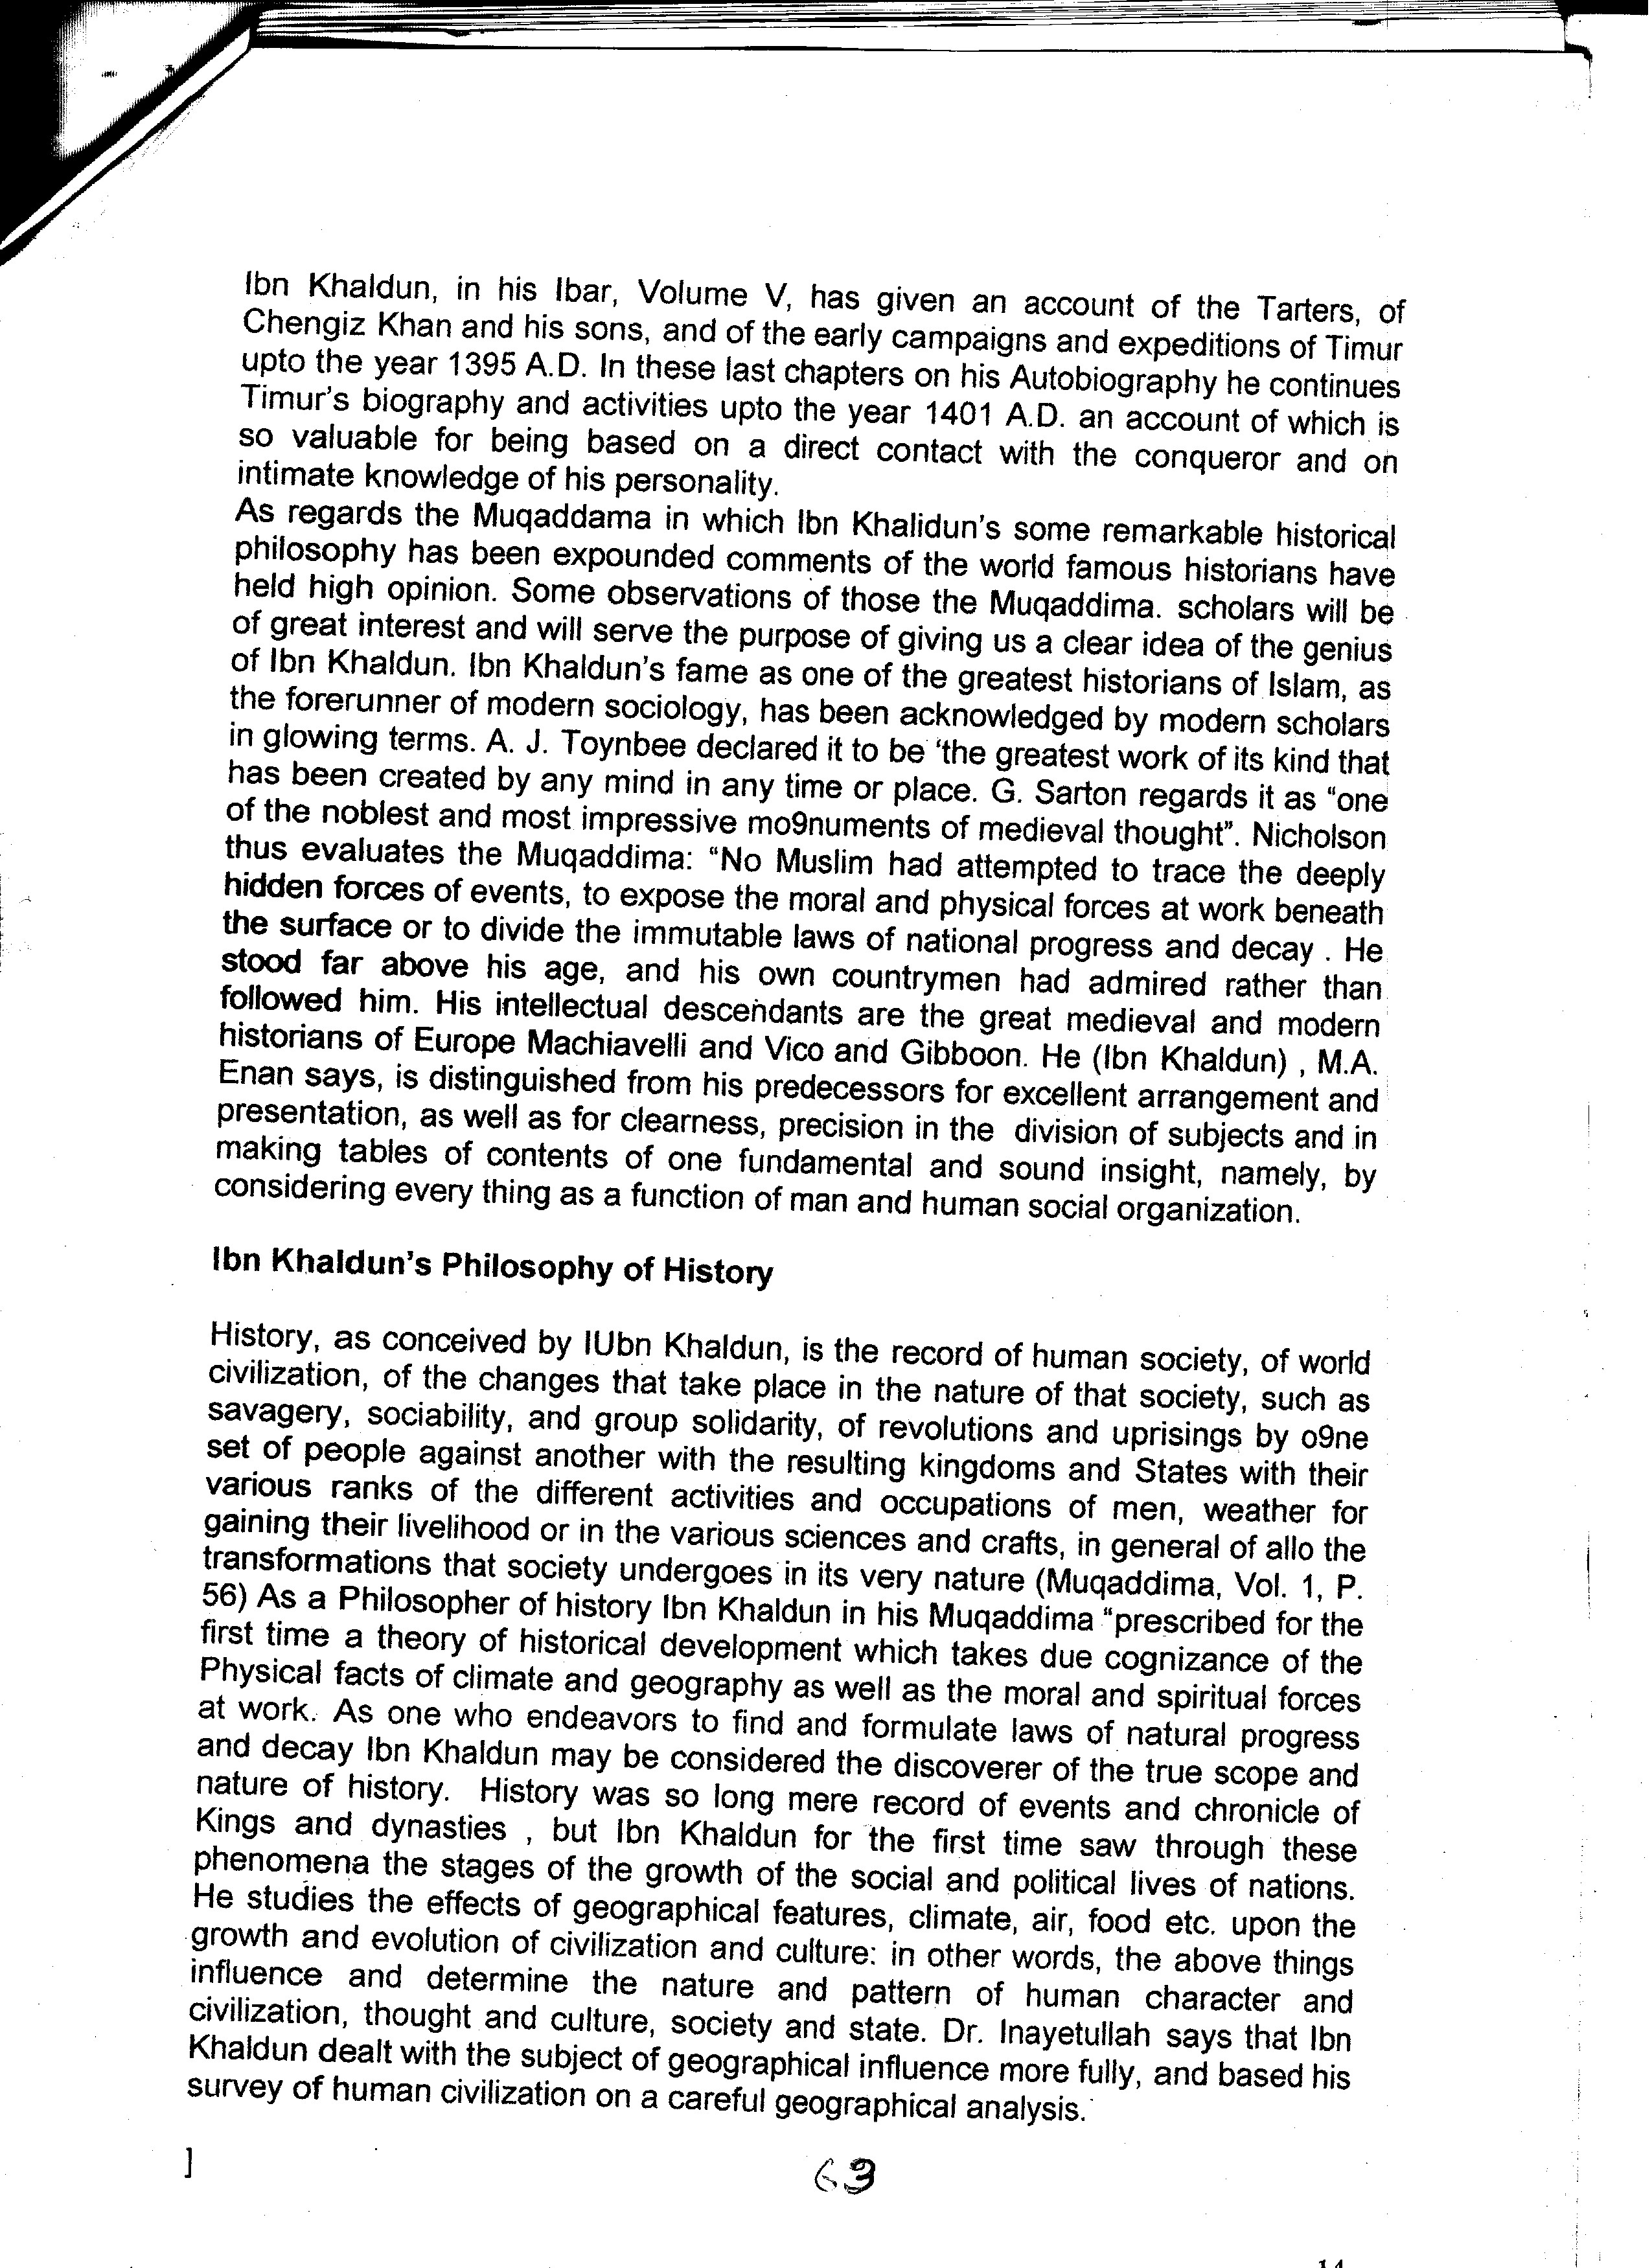 Ibn Khaldun, in his Ibar, Volume V, has given an account of the Tarters, of
Chengiz Khan and his sons, and of the early campaigns and expeditions of Timur
upto the year 1395 A.D. In these last chapters on his Autobiography he continues
Timur's biography and activities upto the year 1401 A.D. an account of which is
so valuable for being based on a direct contact with the conqueror and on
intimate knowledge of his personality.
As regards the Muqaddama in which Ibn Khalidun's some remarkable historical
philosophy has been expounded comments of the world famous historians have
held high opinion. Some observations of those the Muqaddima. scholars will be
of great interest and will serve the purpose of giving us a clear idea of the genius
of Ibn Khaldun. Ibn Khaldun's fame as one of the greatest historians of Islam, as
the forerunner of modern sociology, has been acknowledged by modern scholars
in glowing terms. A. J. Toynbee declared it to be 'the greatest work of its kind that
has been created by any mind in any time or place. G. Sarton regards it as "one
of the noblest and most impressive mo9numents of medieval thought". Nicholson
thus evaluates the Muqaddima: "No Muslim had attempted to trace the deeply
hidden forces of events, to expose the moral and physical forces at work beneath
the surface or to divide the immutable laws of national progress and decay . He
stood far above his age, and his own countrymen had admired rather than
followed him. His intellectual descendants are the great medieval and modern
historians of Europe Machiavelli and Vico and Gibboon. He (Ibn Khaldun) , M.A.
Enan says, is distinguished from his predecessors for excellent arrangement and
presentation, as well as for clearness, precision in the division of subjects and in
making tables of contents of one fundamental and sound insight, namely, by
considering every thing as a function of man and human social organization.
Ibn Khaldun's Philosophy of History
History, as conceived by IUbn Khaldun, is the record of human society, of world
civilization, of the changes that take place in the nature of that society, such as
savagery, sociability, and group solidarity, of revolutions and uprisings by o9ne
set of people against another with the resulting kingdoms and States with their
various ranks of the different activities and occupations of men, weather for
gaining their livelihood or in the various sciences and crafts, in general of allo the
transformations that society undergoes in its very nature (Muqaddima, Vol. 1, P.
56) As a Philosopher of history Ibn Khaldun in his Muqaddima "prescribed for the
first time a theory of historical development which takes due cognizance of the
Physical facts of climate and geography as well as the moral and spiritual forces
at work. As one who endeavors to find and formulate laws of natural progress
and decay Ibn Khaldun may be considered the discoverer of the true scope and
nature of history. History was so long mere record of events and chronicle of
Kings and dynasties , but Ibn Khaldun for the first time saw through these
phenomena the stages of the growth of the social and political lives of nations.
He studies the effects of geographical features, climate, air, food etc. upon the
growth and evolution of civilization and culture: in other words, the above things
influence and determine the nature and pattern of human character and
civilization, thought and culture, society and state. Dr. Inayetullah says that Ibn
Khaldun dealt with the subject of geographical influence more fully, and based his
survey of human civilization on a careful geographical analysis.
]
63